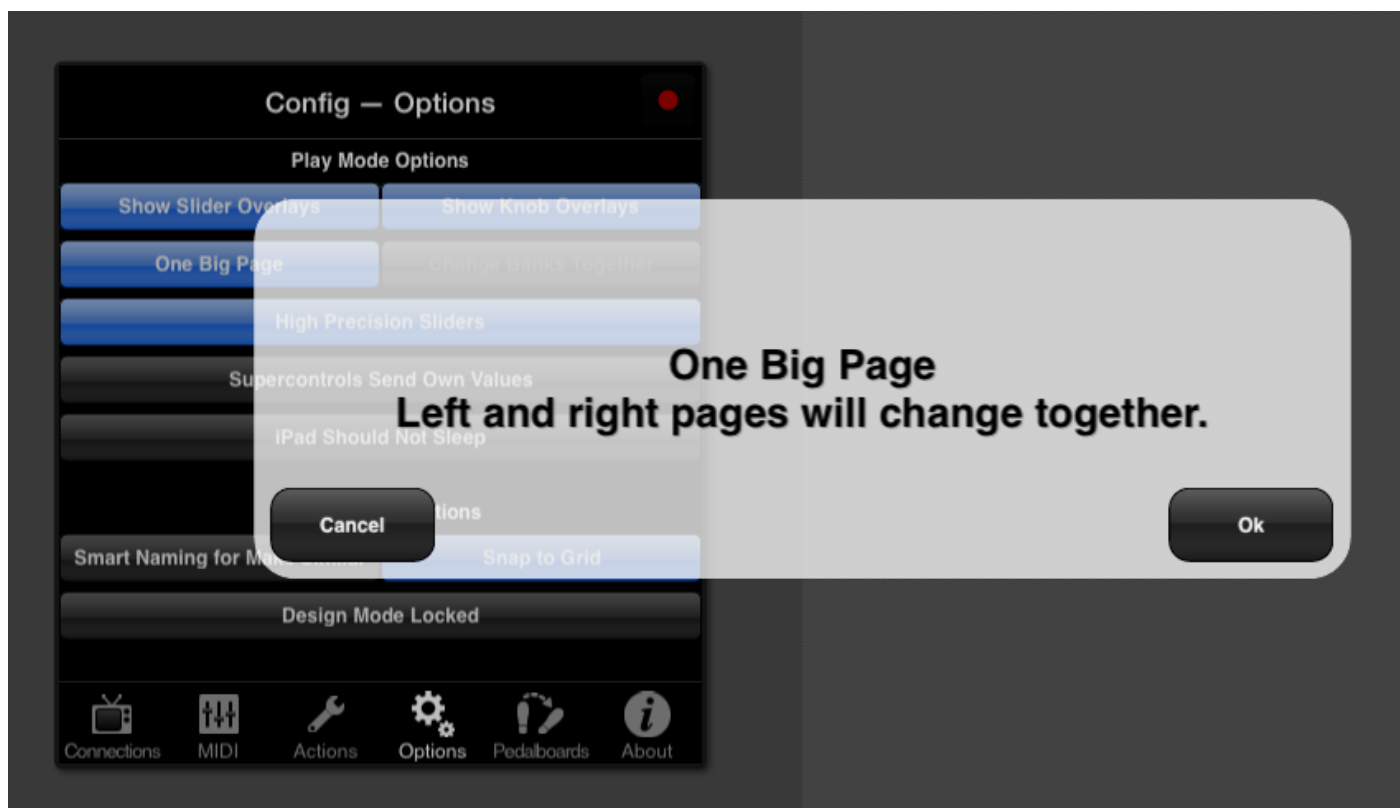 Config — Options
Play Mode Options
Show Slider Overlays
Show Knob Overlays
One Big Page
Change Banks Together
High Precision Sliders
Supercontrols Send Own Values
iPad Should Not Sleep
One Big Page
Left and right pages will change together.
Cancel
Ok
tions
Smart Naming for
Snap to Grid
Design Mode Locked
Connections
MIDI
Actions
Options
Pedalboards
About